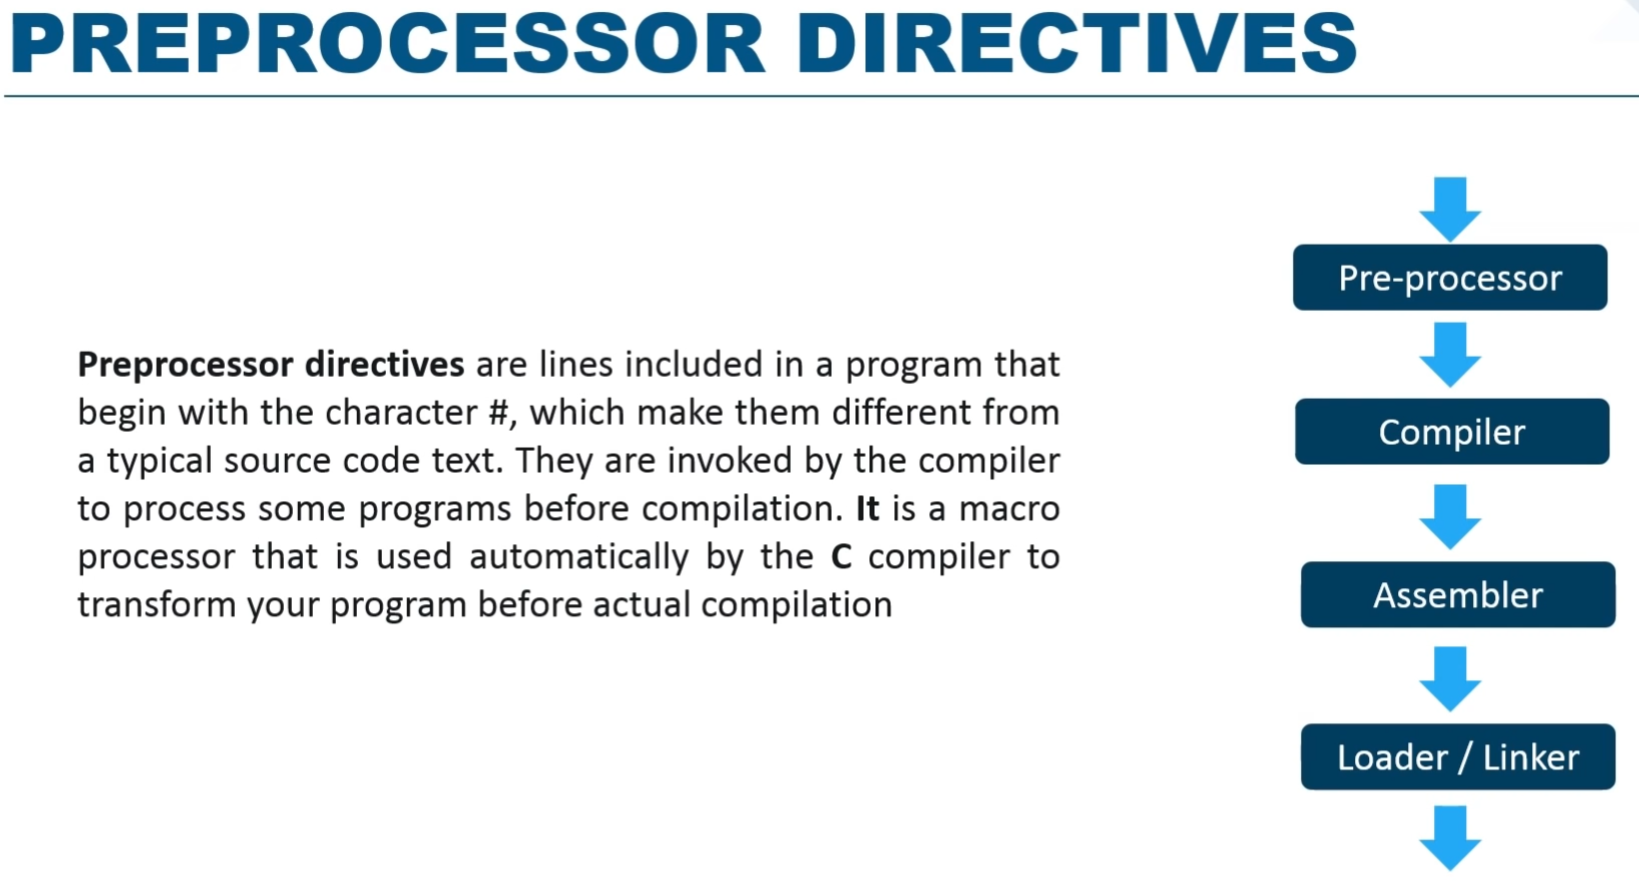 PREPROCESSOR DIRECTIVES
Preprocessor directives are lines included in a program that
begin with the character #, which make them different from
a typical source code text. They are invoked by the compiler
to process some programs before compilation. It is a macro
processor that is used automatically by the C compiler to
transform your program before actual compilation
Pre-processor
Compiler
Assembler
Loader / Linker